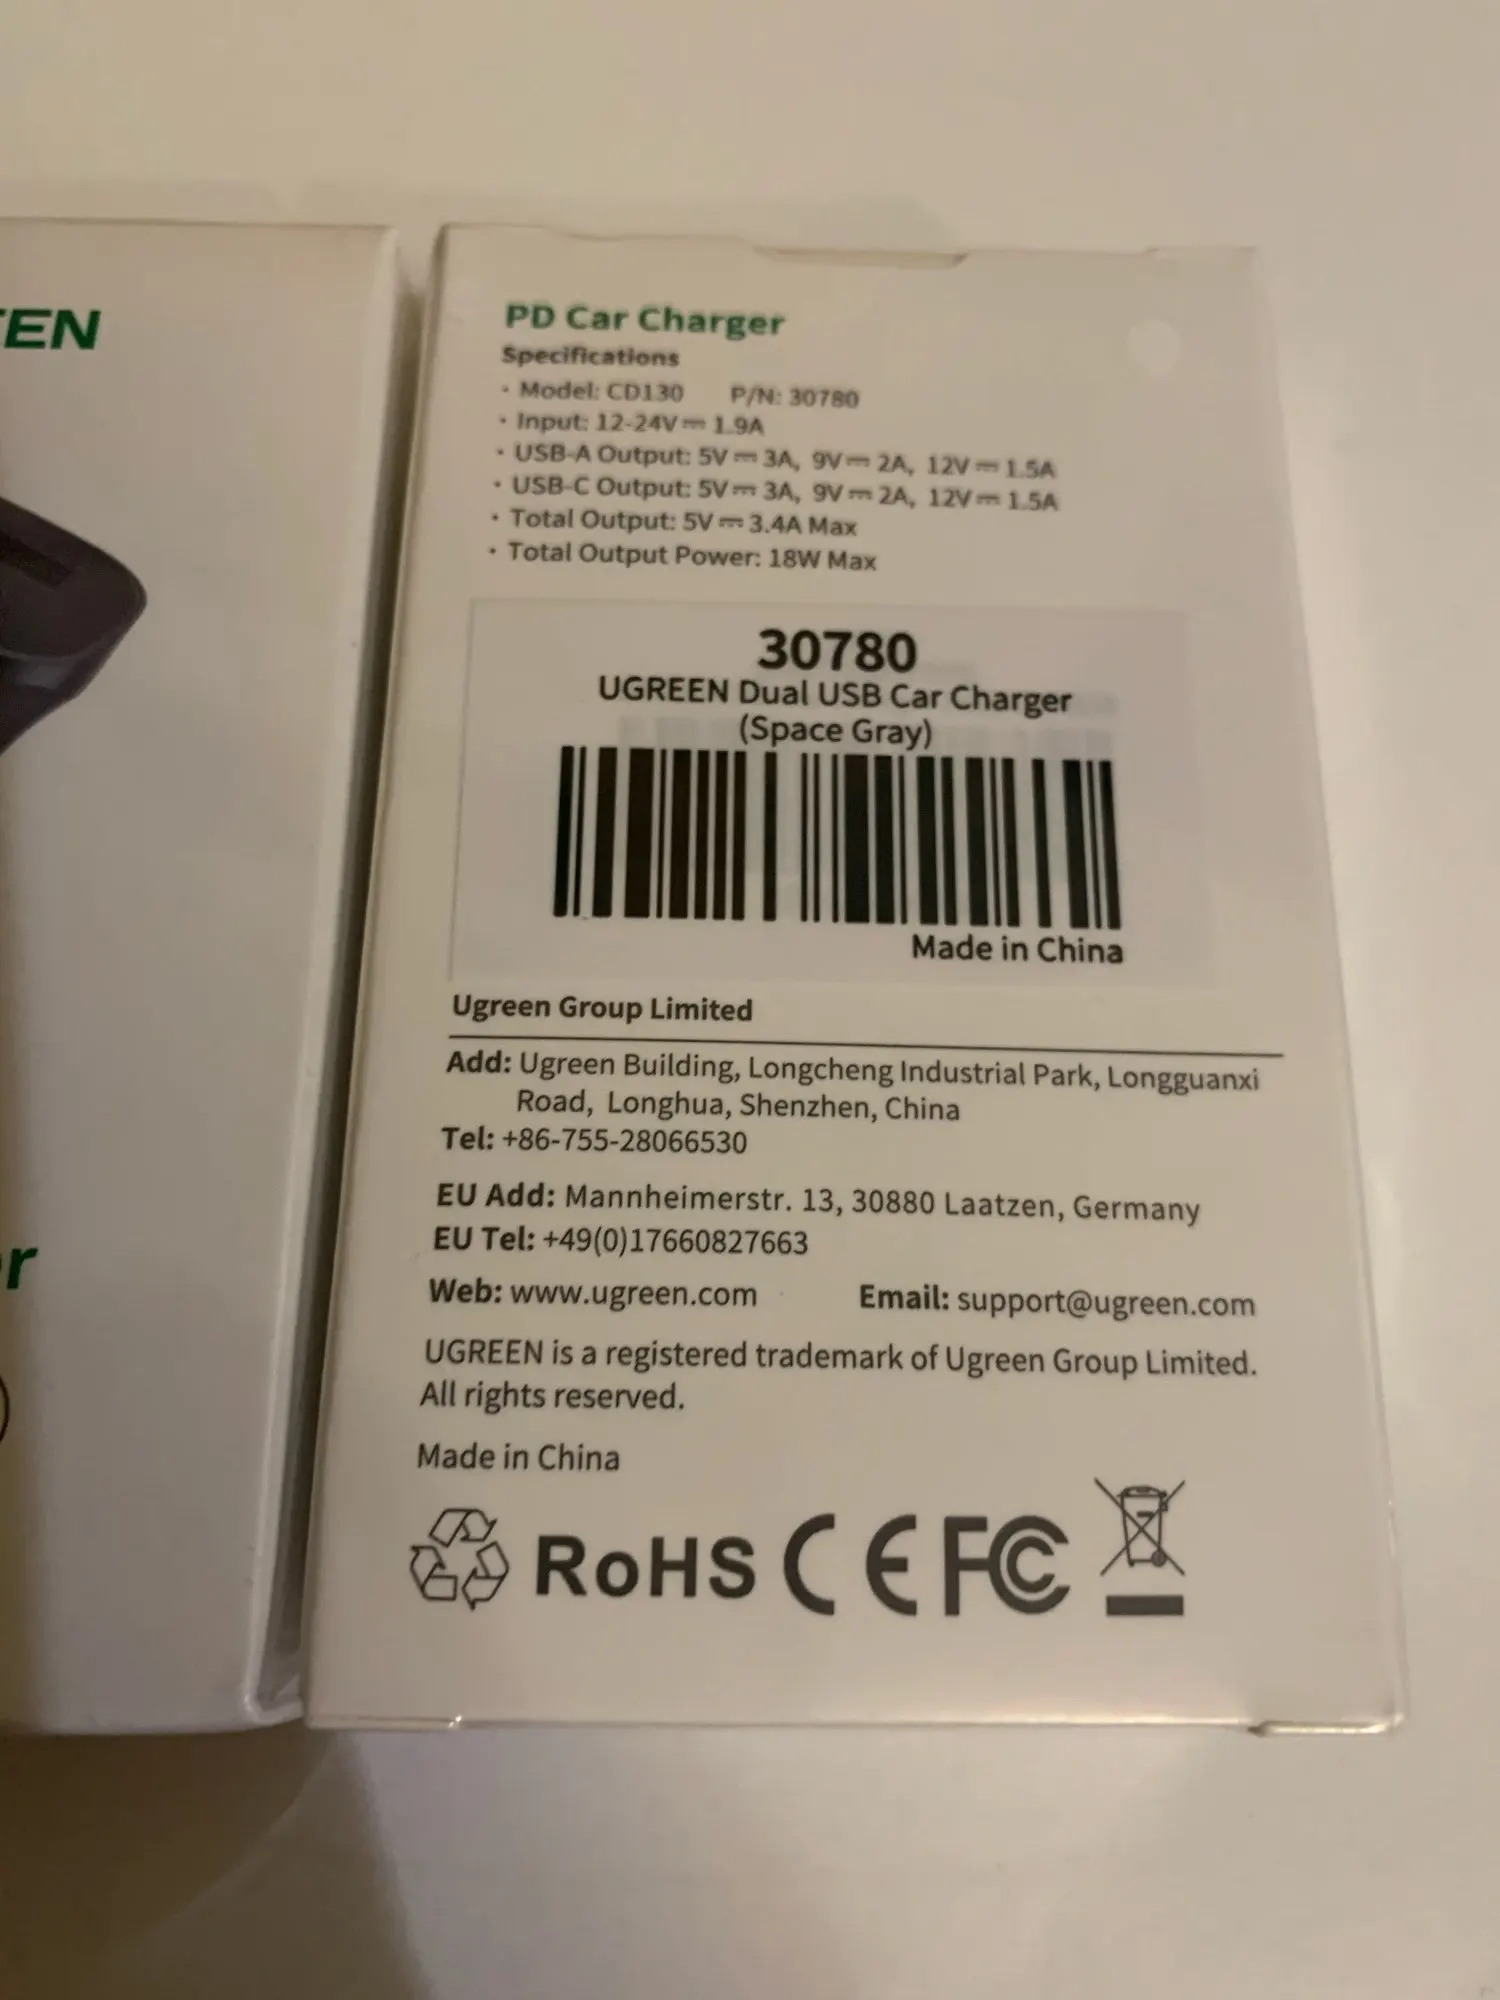 EEN
r
PD Car Charger
Specifications
· Model: CD130 P/N: 30780
· Input: 12-24V⎓1.9A
· USB-A Output: 5V⎓3A, 9V⎓2A, 12V⎓1.5A
· USB-C Output: 5V⎓3A, 9V⎓2A, 12V⎓1.5A
· Total Output: 5V⎓3.4A Max
· Total Output Power: 18W Max
30780
UGREEN Dual USB Car Charger
(Space Gray)
Made in China
Ugreen Group Limited
Add: Ugreen Building, Longcheng Industrial Park, Longguanxi
Road, Longhua, Shenzhen, China
Tel: +86-755-28066530
EU Add: Mannheimerstr. 13, 30880 Laatzen, Germany
EU Tel: +49(0)17660827663
Web: www.ugreen.com Email: support@ugreen.com
UGREEN is a registered trademark of Ugreen Group Limited.
All rights reserved.
Made in China
RoHS CE FC